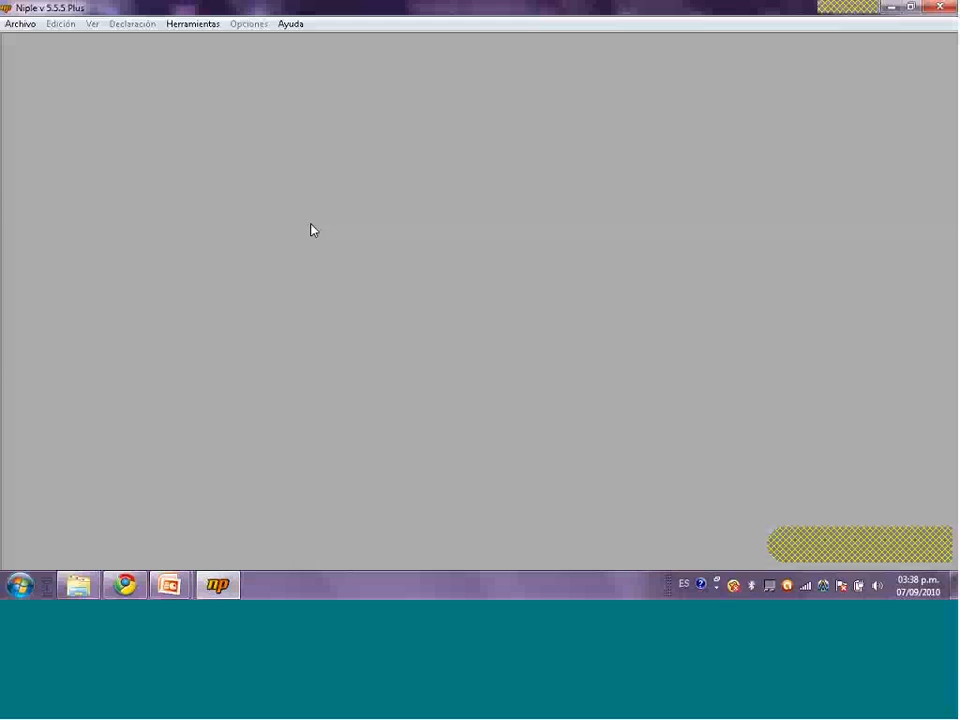 Niple v 5.5.5 Plus
Archivo Edición Ver Declaración Herramientas Opciones Ayuda
np ES 03:38 p.m.
07/09/2010